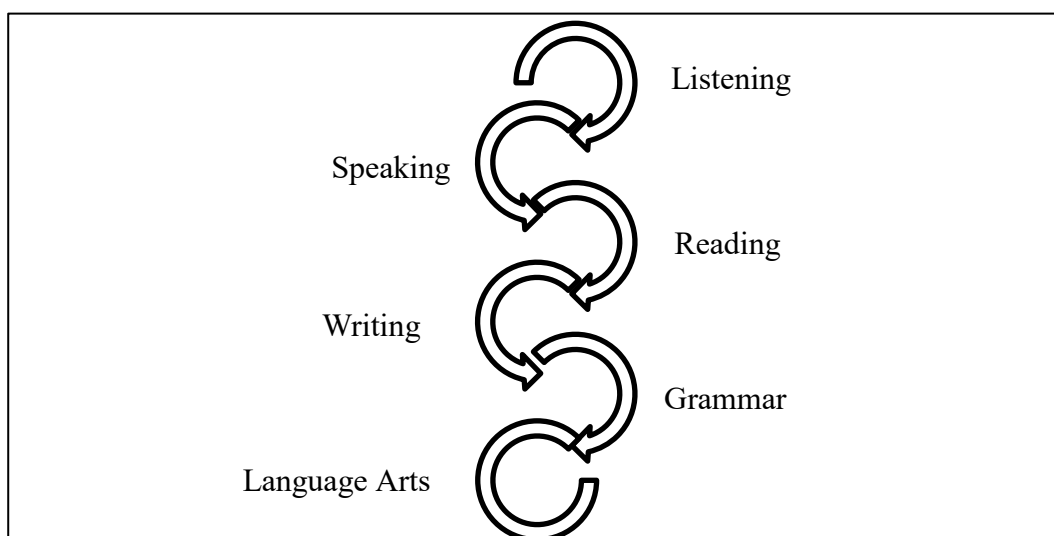 Listening
Speaking
Reading
Writing
Grammar
Language Arts